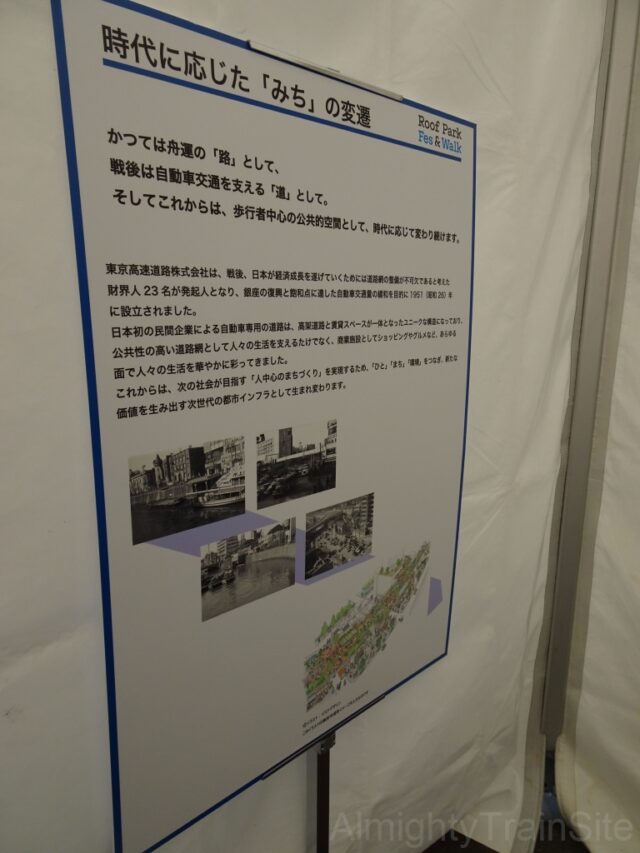 時代に応じた「みち」の変遷
Roof Park
Fes & Walk
かつては舟運の「路」として、
戦後は自動車交通を支える「道」として。
そしてこれからは、歩行者中心の公共的空間として、時代に応じて変わり続けます。
東京高速道路株式会社は、戦後、日本が経済成長を遂げていくためには道路網の整備が不可欠であると考えた
財界人23名が発起人となり、銀座の復興と飽和点に達した自動車交通量の緩和を目的に1951（昭和26）年
に設立されました。
日本初の民間企業による自動車専用の道路は、高架道路と賃貸スペースが一体となったユニークな構造になっており、
公共性の高い道路網として人々の生活を支えるだけでなく、商業施設としてショッピングやグルメなど、あらゆる
面で人々の生活を華やかに彩ってきました。
これからは、次の社会が目指す「人中心のまちづくり」を実現するため、「ひと」「まち」「環境」をつなぎ、新たな
価値を生み出す次世代の都市インフラとして生まれ変わります。
AlmightyTrainSite